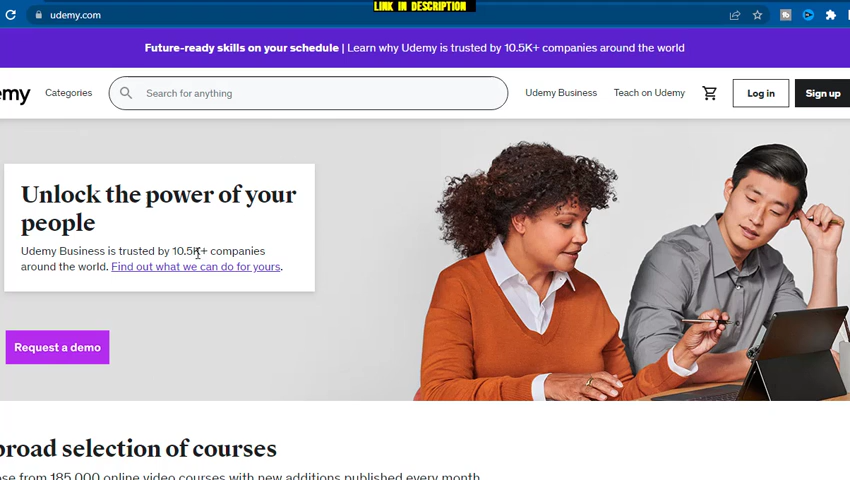 LINK IN DESCRIPTION
udemy.com
Future-ready skills on your schedule | Learn why Udemy is trusted by 10.5K+ companies around the world
emy Categories Search for anything Udemy Business Teach on Udemy Log in Sign up
Unlock the power of your
people
Udemy Business is trusted by 10.5K+ companies
around the world. Find out what we can do for yours.
Request a demo
broad selection of courses
ose from 185,000 online video courses with new additions published every month